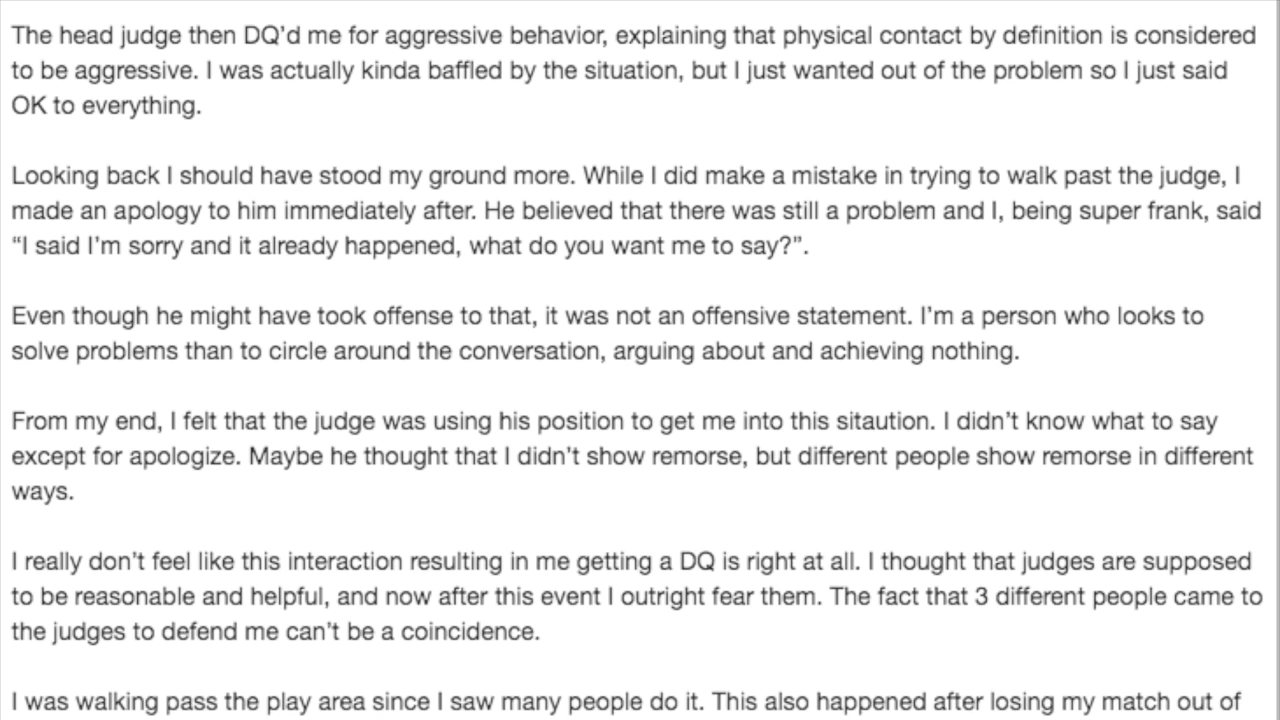 The head judge then DQ’d me for aggressive behavior, explaining that physical contact by definition is considered
to be aggressive. I was actually kinda baffled by the situation, but I just wanted out of the problem so I just said
OK to everything.
Looking back I should have stood my ground more. While I did make a mistake in trying to walk past the judge, I
made an apology to him immediately after. He believed that there was still a problem and I, being super frank, said
“I said I’m sorry and it already happened, what do you want me to say?”.
Even though he might have took offense to that, it was not an offensive statement. I’m a person who looks to
solve problems than to circle around the conversation, arguing about and achieving nothing.
From my end, I felt that the judge was using his position to get me into this sitaution. I didn’t know what to say
except for apologize. Maybe he thought that I didn’t show remorse, but different people show remorse in different
ways.
I really don’t feel like this interaction resulting in me getting a DQ is right at all. I thought that judges are supposed
to be reasonable and helpful, and now after this event I outright fear them. The fact that 3 different people came to
the judges to defend me can’t be a coincidence.
I was walking pass the play area since I saw many people do it. This also happened after losing my match out of